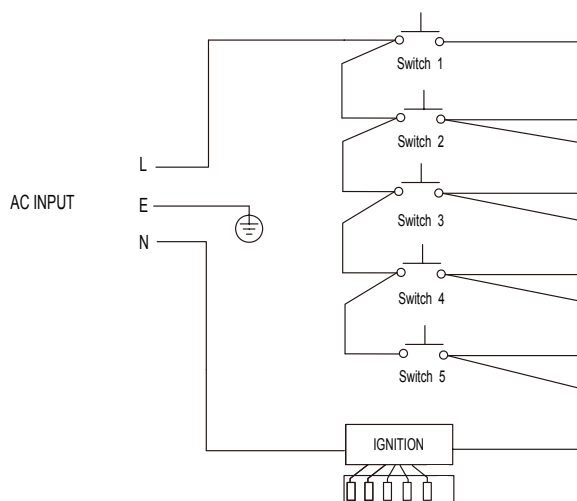 Switch 1
Switch 2
L
AC INPUT
E
Switch 3
N
Switch 4
Switch 5
IGNITION